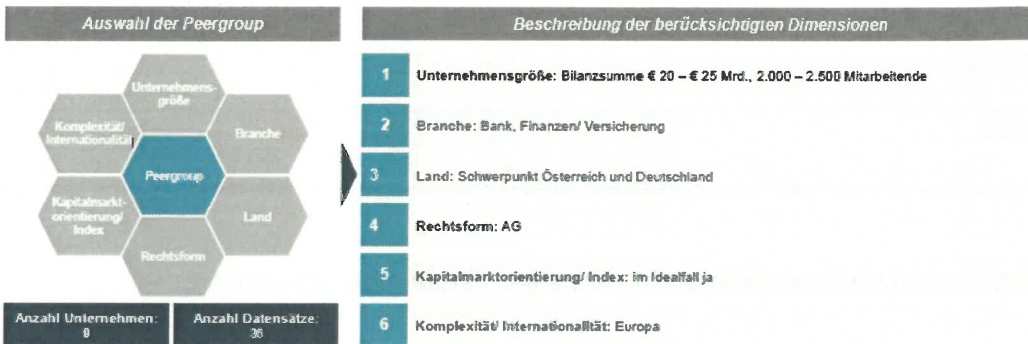 Auswahl der Peergroup
Unternehmens-
größe
Komplexität/
Internationalität
Branche
Peergroup
Kapitalmarkt-
orientierung/
Index
Land
Rechtsform
Anzahl Unternehmen:
9
Anzahl Datensätze:
36
Beschreibung der berücksichtigten Dimensionen
1 Unternehmensgröße: Bilanzsumme € 20 – € 25 Mrd., 2.000 – 2.500 Mitarbeitende
2 Branche: Bank, Finanzen/ Versicherung
3 Land: Schwerpunkt Österreich und Deutschland
4 Rechtsform: AG
5 Kapitalmarktorientierung/ Index: im Idealfall ja
6 Komplexität/ Internationalität: Europa